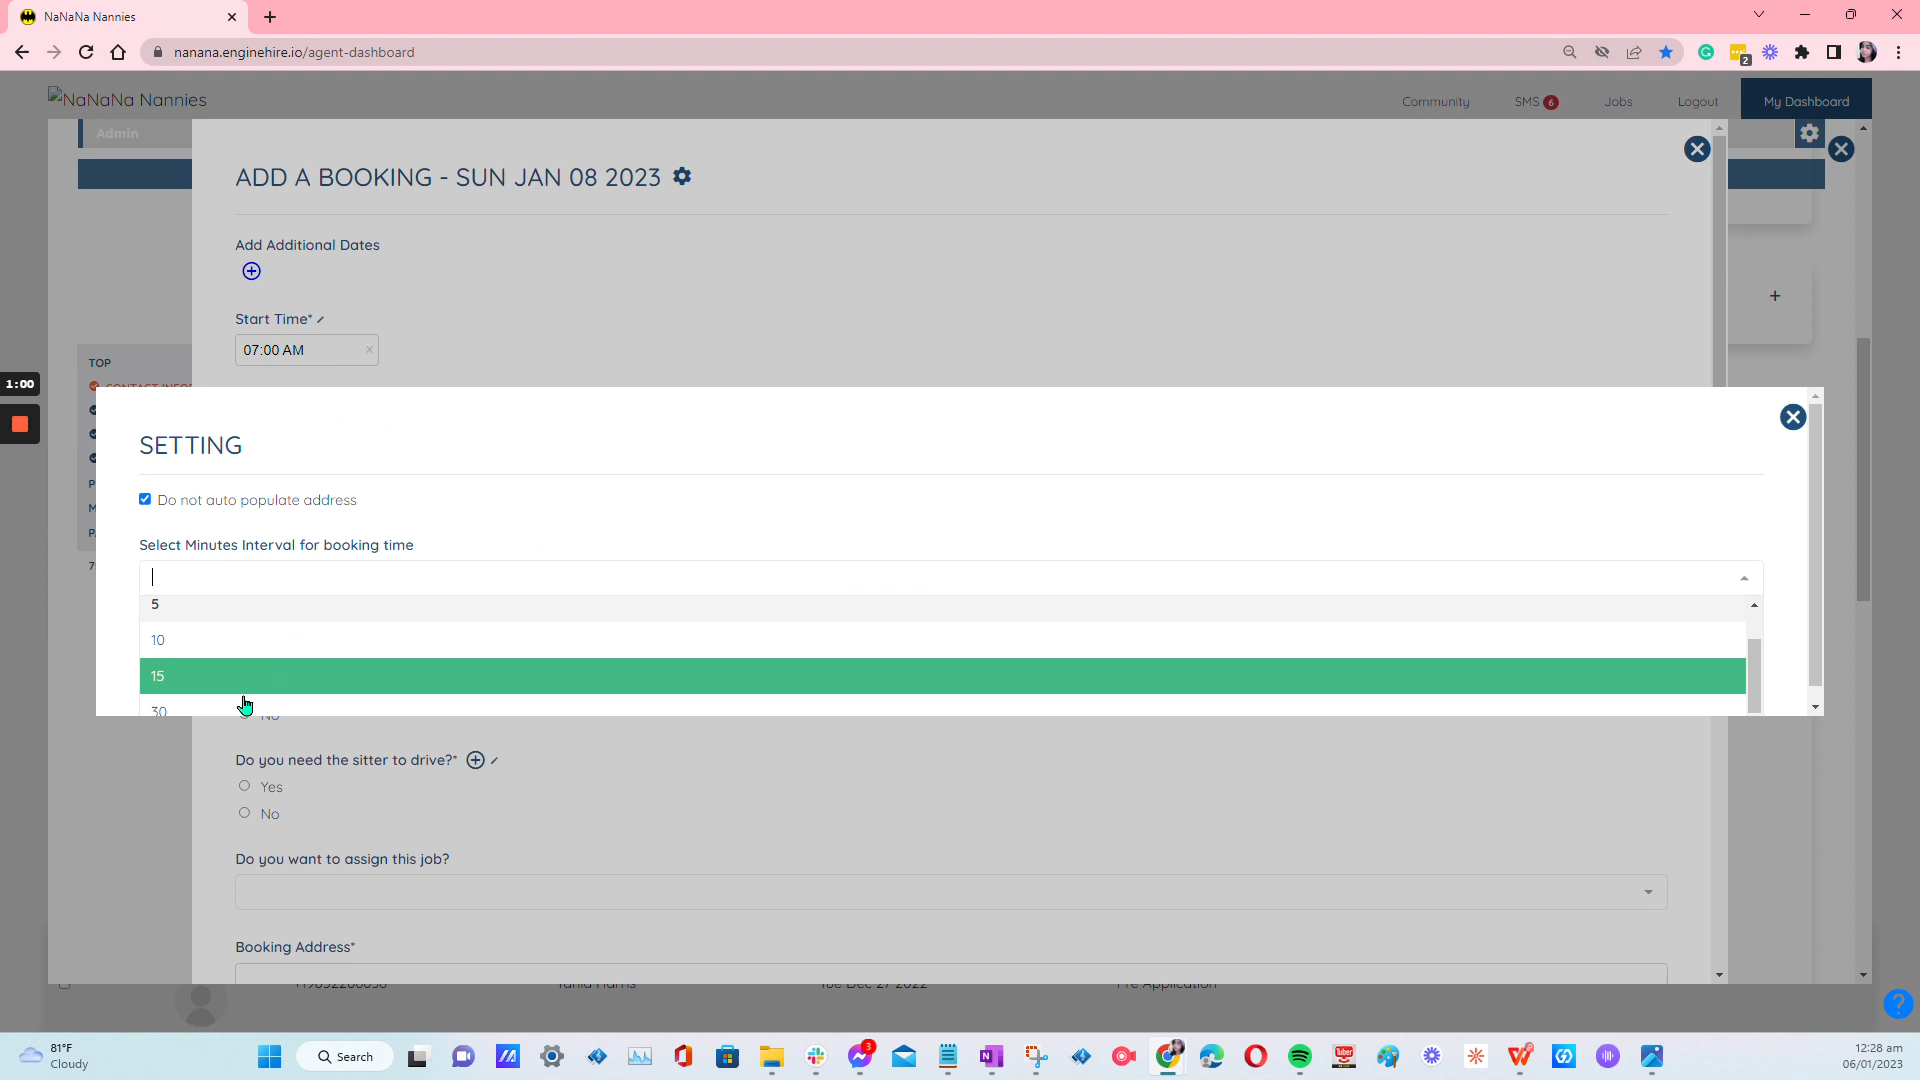 NaNaNa Nannies
nanana.enginehire.io/agent-dashboard
2
NaNaNa Nannies
Community
SMS 6
Jobs
Logout
My Dashboard
Admin
ADD A BOOKING - SUN JAN 08 2023
Add Additional Dates
Start Time*
07:00 AM
TOP
1:00
SETTING
Do not auto populate address
Select Minutes Interval for booking time
5
10
15
30
No
Do you need the sitter to drive?*
Yes
No
Do you want to assign this job?
Booking Address*
81°F
Cloudy
Search
3
12:28 am
06/01/2023